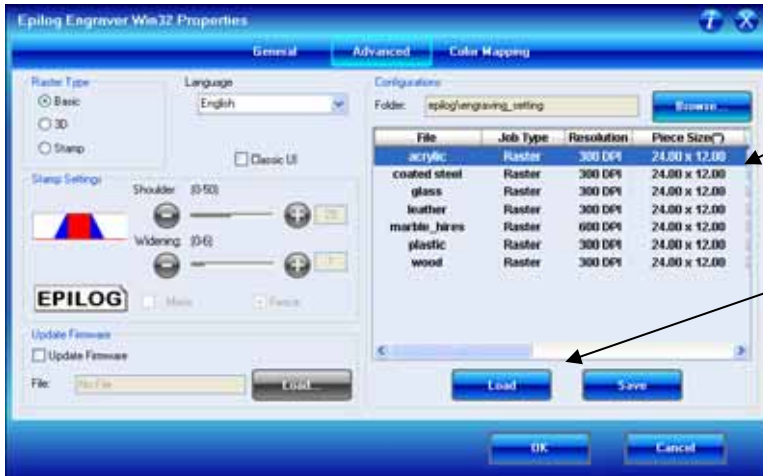 Epilog Engraver Win32 Properties
General Advanced Color Mapping
Raster Type
Basic
3D
Stamp
Language
English
Classic UI
Stamp Settings
Shoulder (0-50)
Widening (0-6)
EPILOG
Mirror
Fence
Update Firmware
Update Firmware
File: No File Load...
Configurations
Folder: epilog\engraving_setting Browse...
File Job Type Resolution Piece Size(")
acrylic Raster 300 DPI 24.00 x 12.00
coated steel Raster 300 DPI 24.00 x 12.00
glass Raster 300 DPI 24.00 x 12.00
leather Raster 300 DPI 24.00 x 12.00
marble_hires Raster 600 DPI 24.00 x 12.00
plastic Raster 300 DPI 24.00 x 12.00
wood Raster 300 DPI 24.00 x 12.00
Load Save
OK Cancel